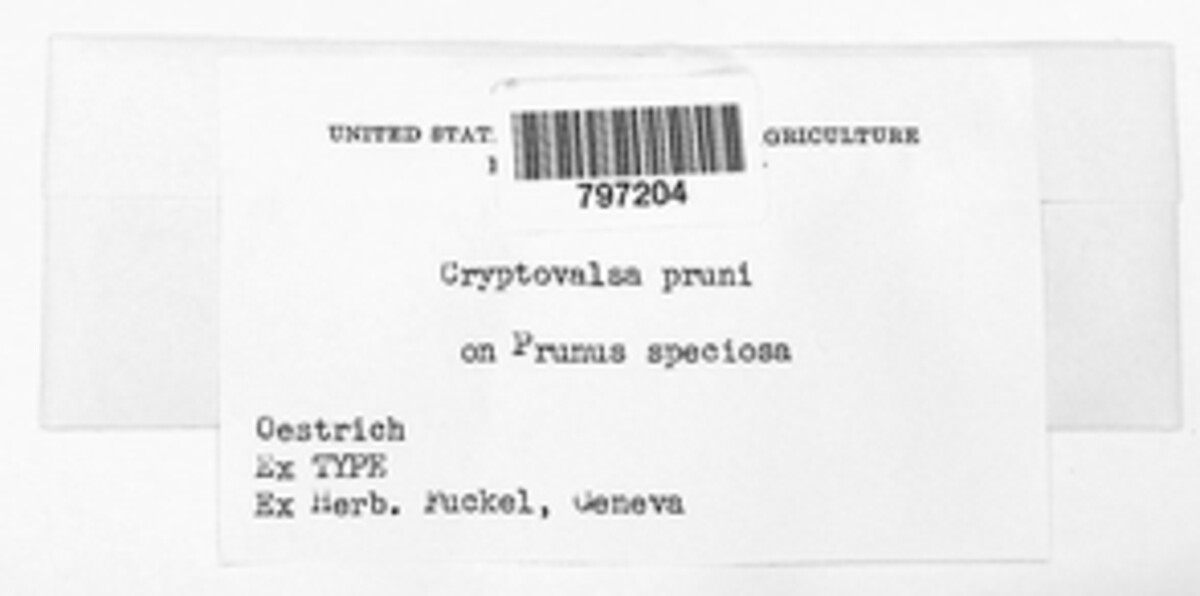 UNITED STAT
GRICULTURE
797204
Cryptovalsa pruni
on Prunus speciosa
Oestrich
Ex TYPE
Ex Herb. Fuckel, Geneva